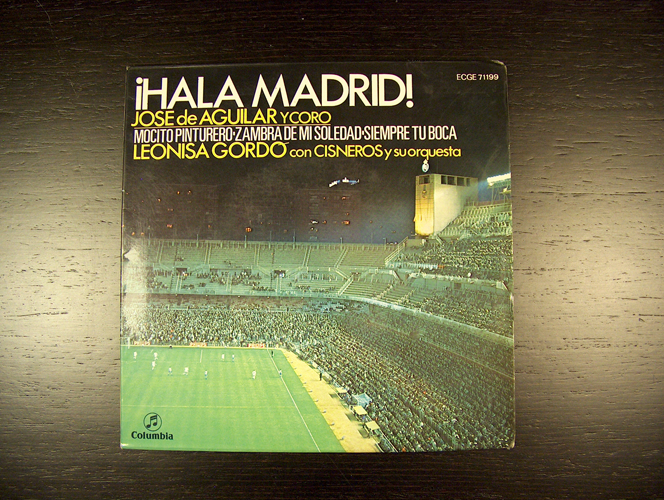 ECGE 71199
¡HALA MADRID!
JOSE de AGUILAR Y CORO
MOCITO PINTURERO·ZAMBRA DE MI SOLEDAD·SIEMPRE TU BOCA
LEONISA GORDO con CISNEROS y su orquesta
Columbia